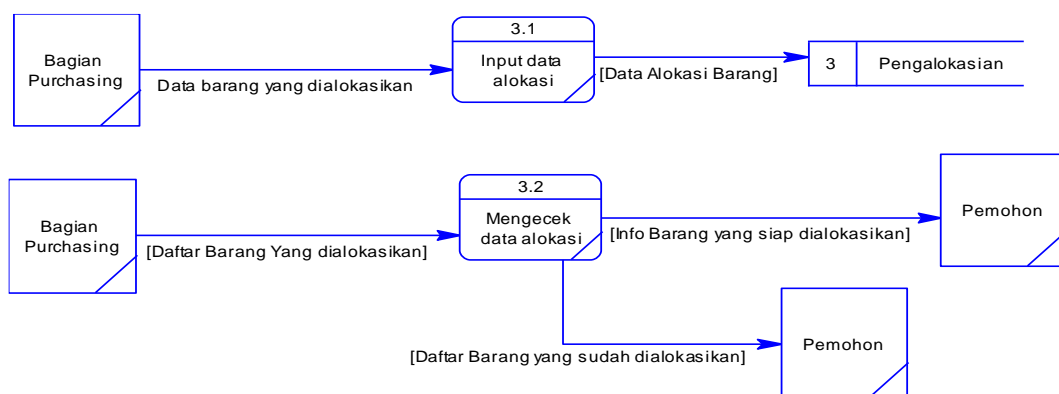 3.1
Bagian
Purchasing
Input data
alokasi
3
Pengalokasian
Data barang yang dialokasikan
[Data Alokasi Barang]
3.2
Bagian
Purchasing
Mengecek
data alokasi
Pemohon
[Daftar Barang Yang dialokasikan]
[Info Barang yang siap dialokasikan]
Pemohon
[Daftar Barang yang sudah dialokasikan]